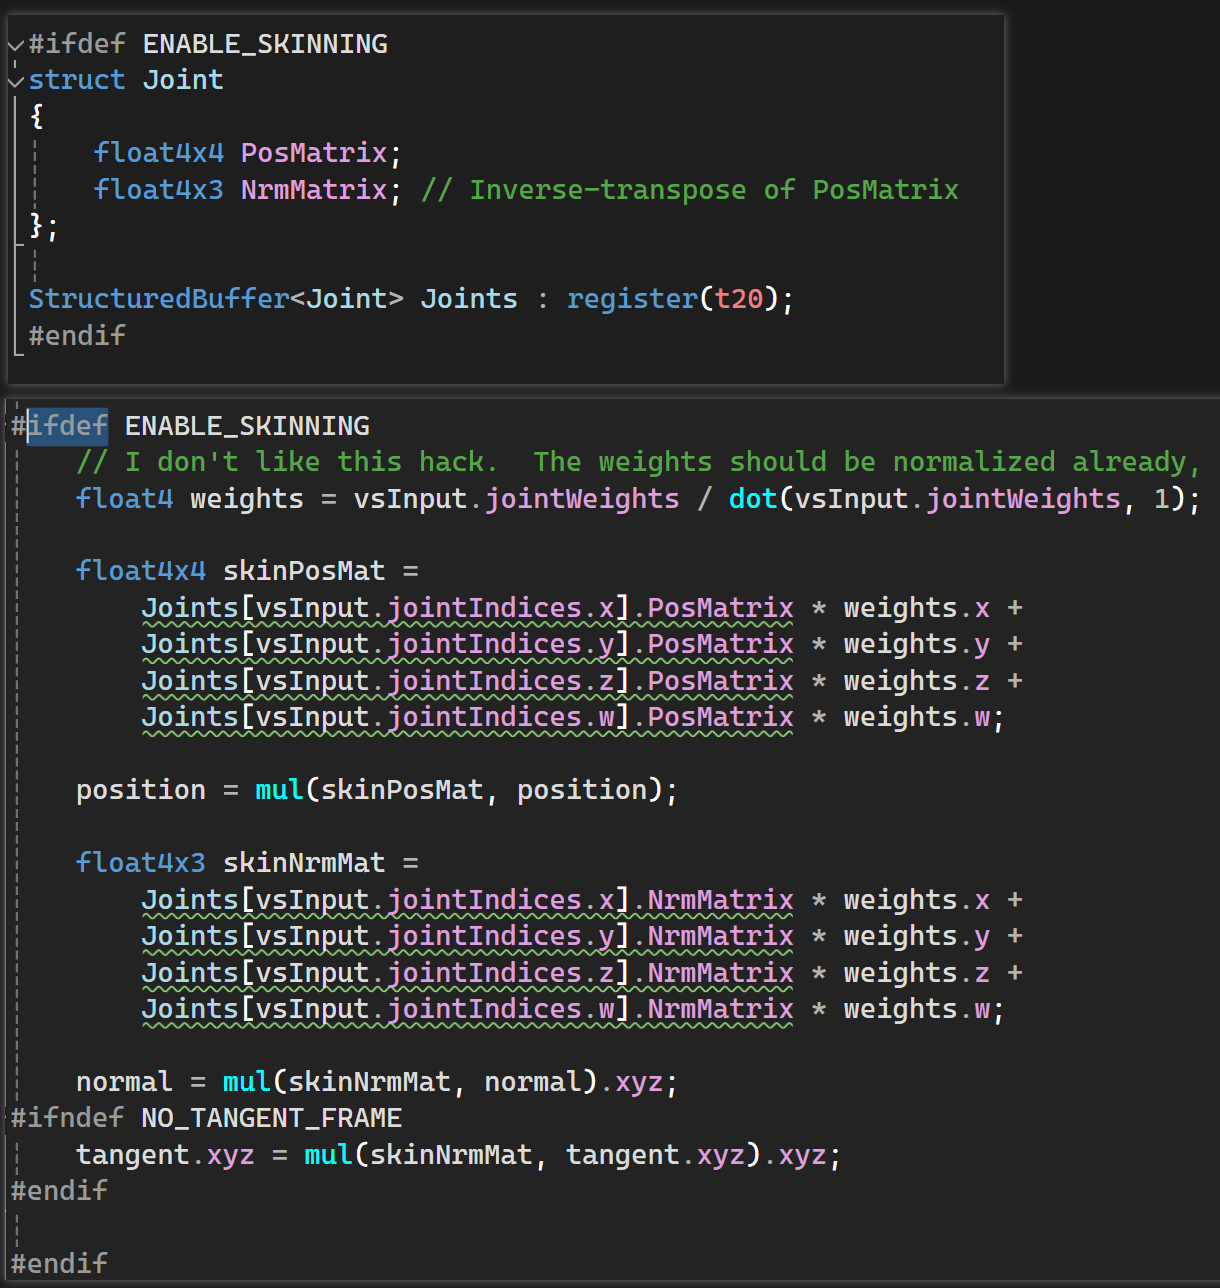 #ifdef ENABLE_SKINNING
struct Joint
{
    float4x4 PosMatrix;
    float4x3 NrmMatrix; // Inverse-transpose of PosMatrix
};

StructuredBuffer<Joint> Joints : register(t20);
#endif

#ifdef ENABLE_SKINNING
    // I don't like this hack.  The weights should be normalized already,
    float4 weights = vsInput.jointWeights / dot(vsInput.jointWeights, 1);

    float4x4 skinPosMat =
        Joints[vsInput.jointIndices.x].PosMatrix * weights.x +
        Joints[vsInput.jointIndices.y].PosMatrix * weights.y +
        Joints[vsInput.jointIndices.z].PosMatrix * weights.z +
        Joints[vsInput.jointIndices.w].PosMatrix * weights.w;

    position = mul(skinPosMat, position);

    float4x3 skinNrmMat =
        Joints[vsInput.jointIndices.x].NrmMatrix * weights.x +
        Joints[vsInput.jointIndices.y].NrmMatrix * weights.y +
        Joints[vsInput.jointIndices.z].NrmMatrix * weights.z +
        Joints[vsInput.jointIndices.w].NrmMatrix * weights.w;

    normal = mul(skinNrmMat, normal).xyz;
#ifndef NO_TANGENT_FRAME
    tangent.xyz = mul(skinNrmMat, tangent.xyz).xyz;
#endif

#endif